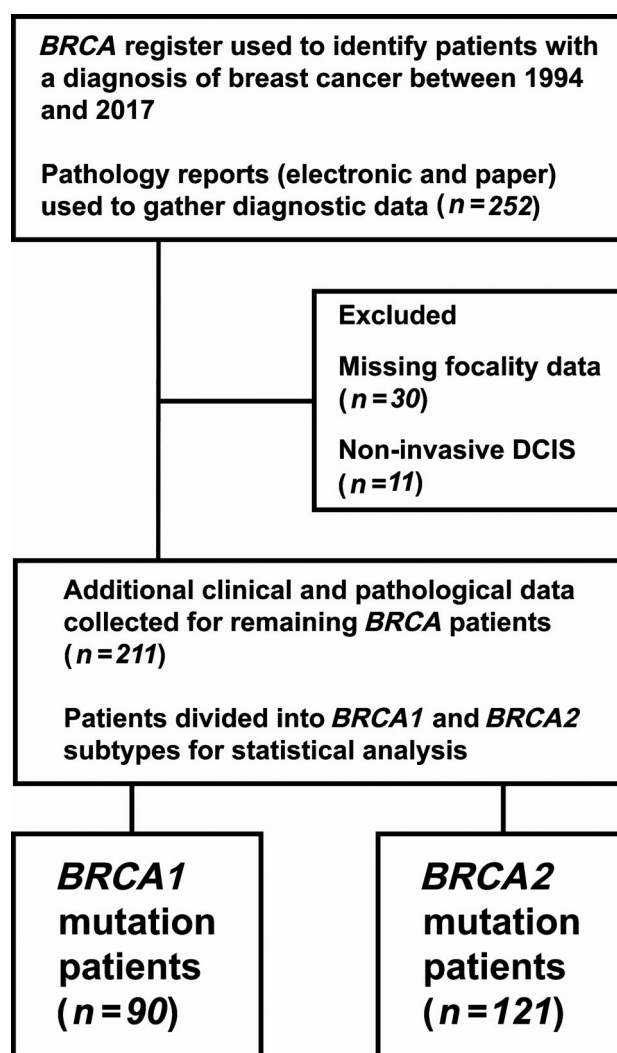 BRCA register used to identify patients with
a diagnosis of breast cancer between 1994
and 2017
Pathology reports (electronic and paper)
used to gather diagnostic data (n=252)
Excluded
Missing focality data
(n=30)
Non-invasive DCIS
(n=11)
Additional clinical and pathological data
collected for remaining BRCA patients
(n=211)
Patients divided into BRCA1 and BRCA2
subtypes for statistical analysis
BRCA1
mutation
patients
(n=90)
BRCA2
mutation
patients
(n=121)